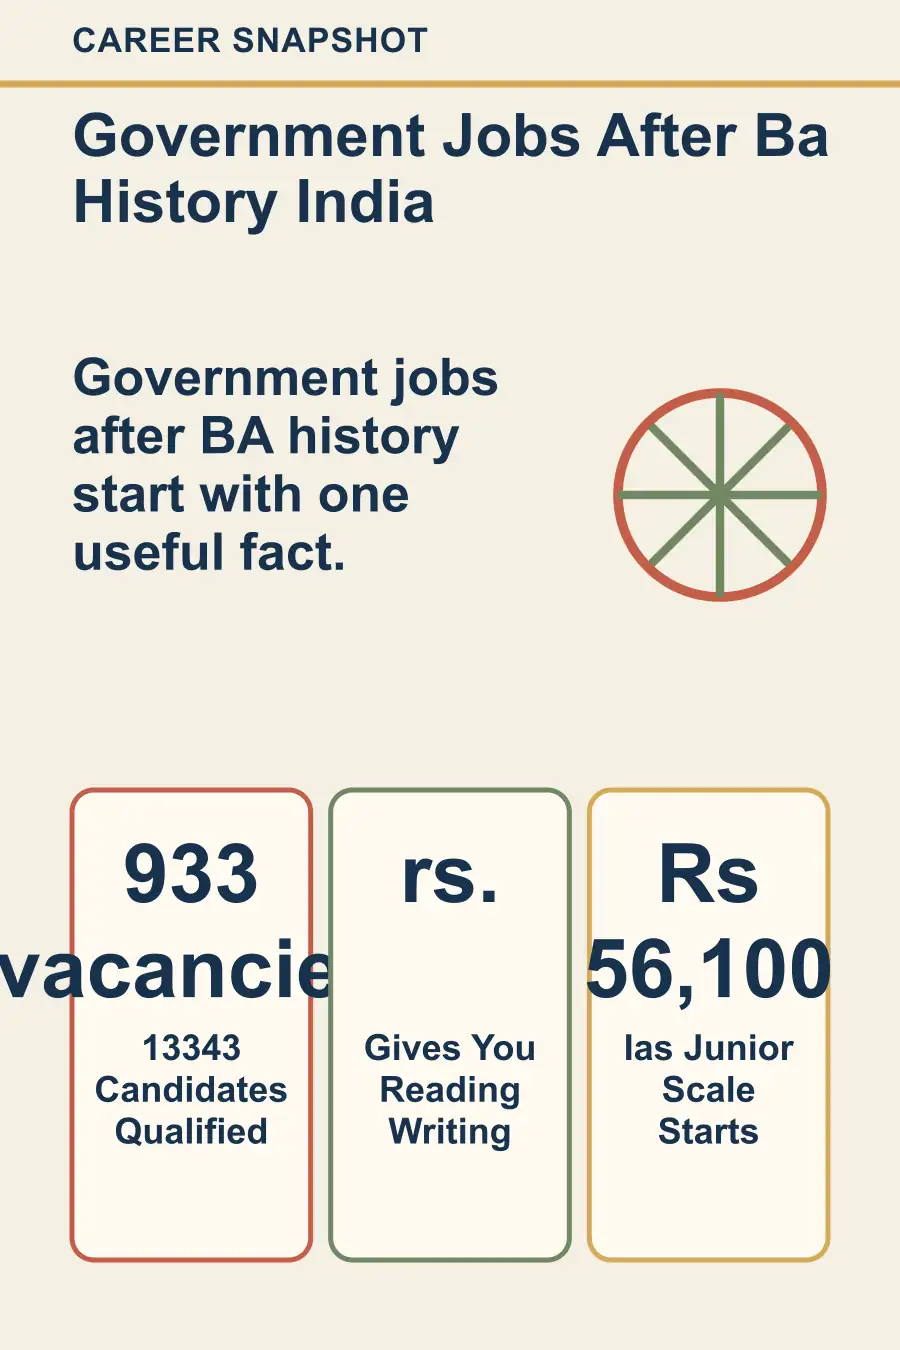 CAREER SNAPSHOT
Government Jobs After Ba
History India
Government jobs
after BA history
start with one
useful fact.
933
vacancie
13343
Candidates
Qualified
rs.
Gives You
Reading
Writing
Rs
56,100
Ias Junior
Scale
Starts